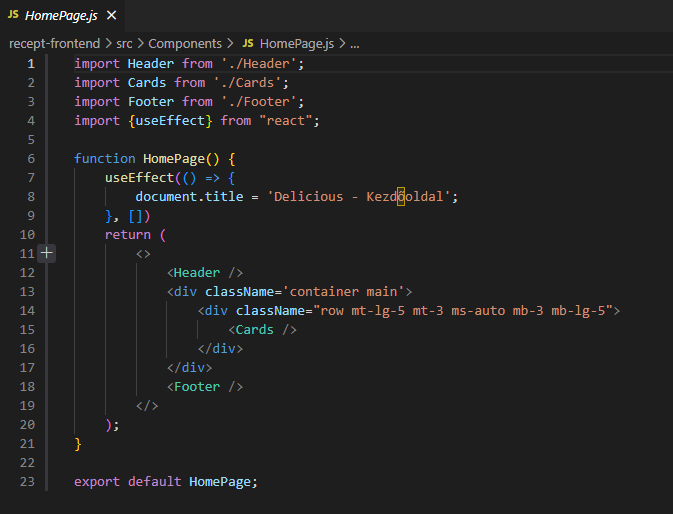 JS HomePage.js ×
recept-frontend > src > Components > JS HomePage.js > ...
1 import Header from './Header';
2 import Cards from './Cards';
3 import Footer from './Footer';
4 import {useEffect} from "react";
5
6 function HomePage() {
7 useEffect(() => {
8 document.title = 'Delicious - Kezdőoldal';
9 }, [])
10 return (
11 <>
12 <Header />
13 <div className='container main'>
14 <div className="row mt-lg-5 mt-3 ms-auto mb-3 mb-lg-5">
15 <Cards />
16 </div>
17 </div>
18 <Footer />
19 </>
20 );
21 }
22
23 export default HomePage;